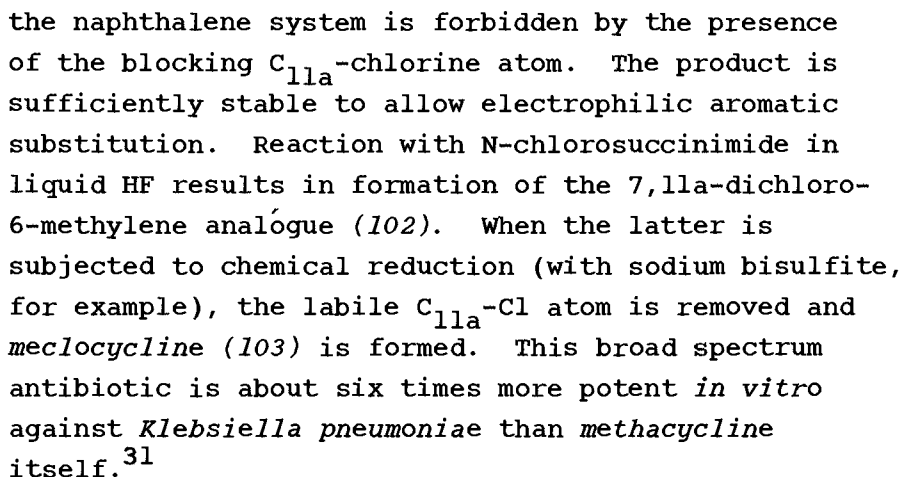 the naphthalene system is forbidden by the presence
of the blocking C11a-chlorine atom. The product is
sufficiently stable to allow electrophilic aromatic
substitution. Reaction with N-chlorosuccinimide in
liquid HF results in formation of the 7,11a-dichloro-
6-methylene analógue (102). When the latter is
subjected to chemical reduction (with sodium bisulfite,
for example), the labile C11a-Cl atom is removed and
meclocycline (103) is formed. This broad spectrum
antibiotic is about six times more potent in vitro
against Klebsiella pneumoniae than methacycline
itself.31